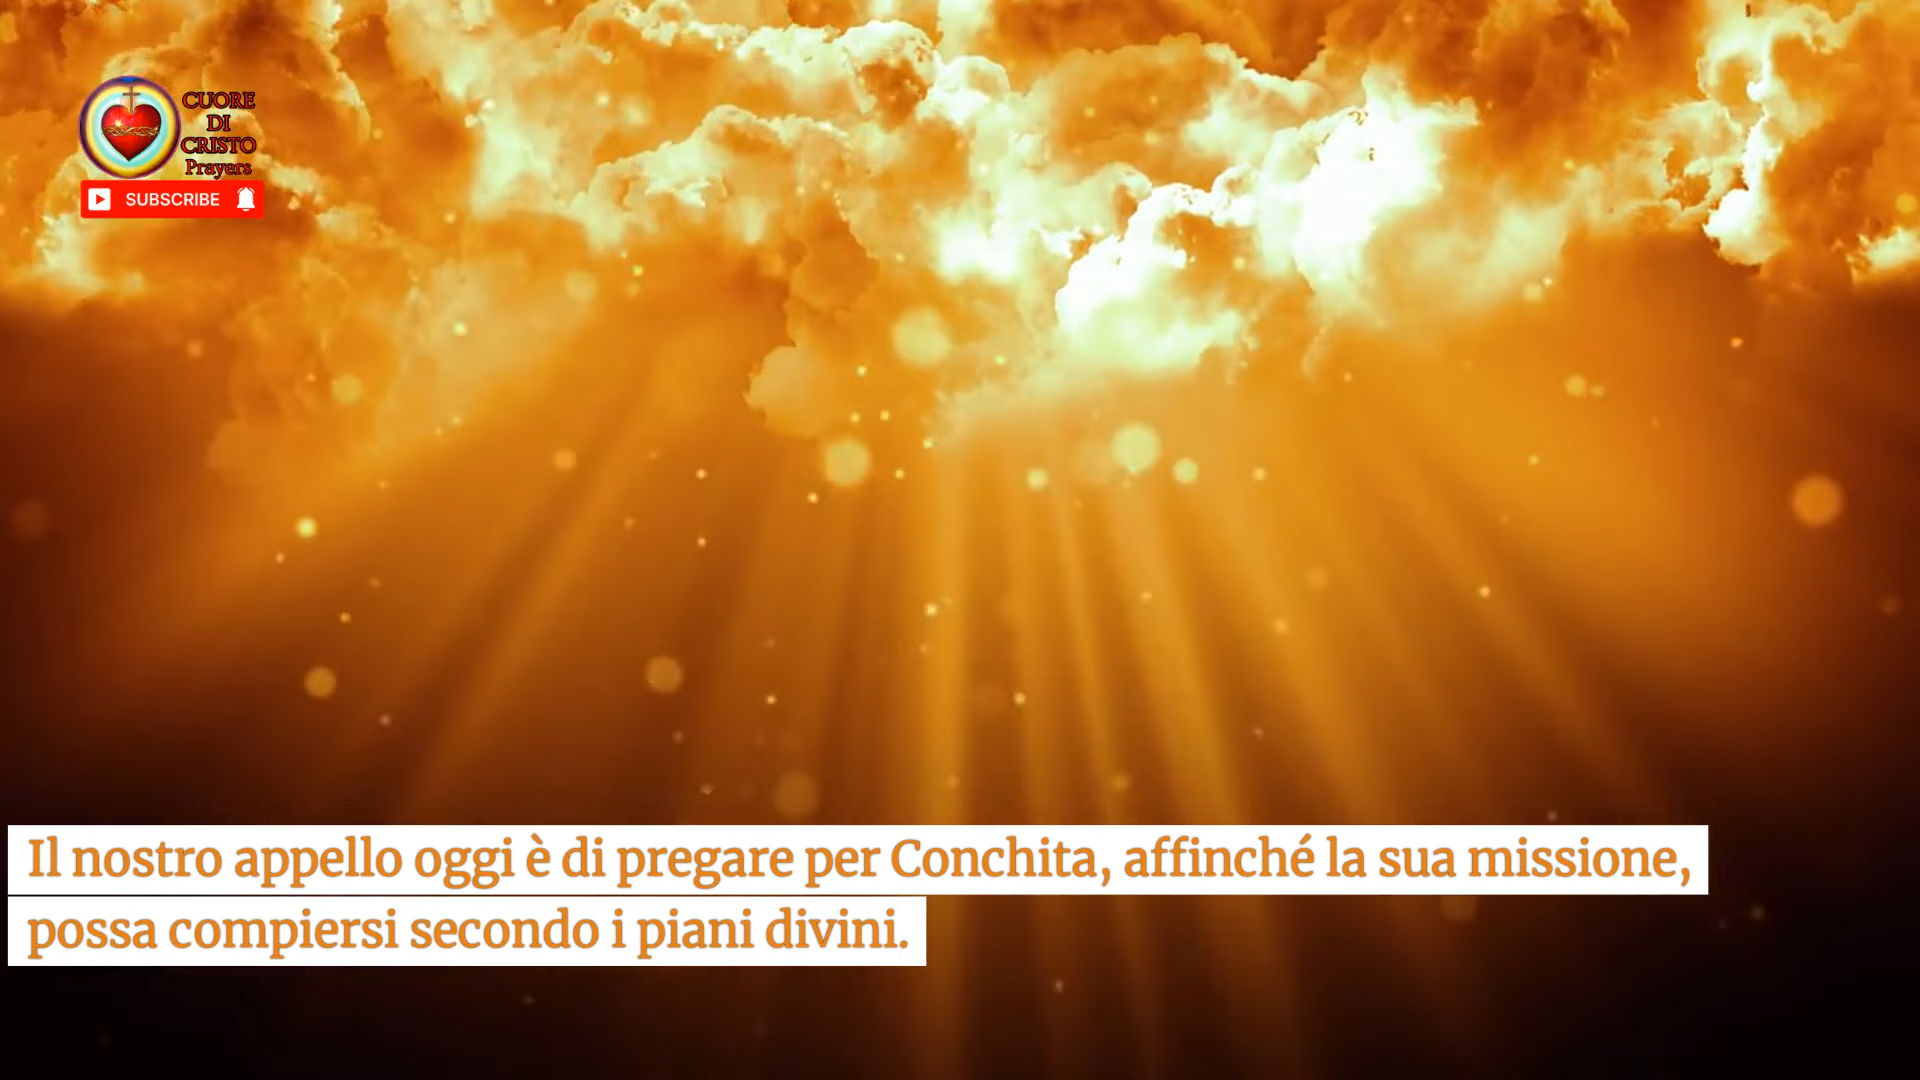 CUORE
DI
CRISTO
Prayers
SUBSCRIBE
Il nostro appello oggi è di pregare per Conchita, affinché la sua missione,
possa compiersi secondo i piani divini.